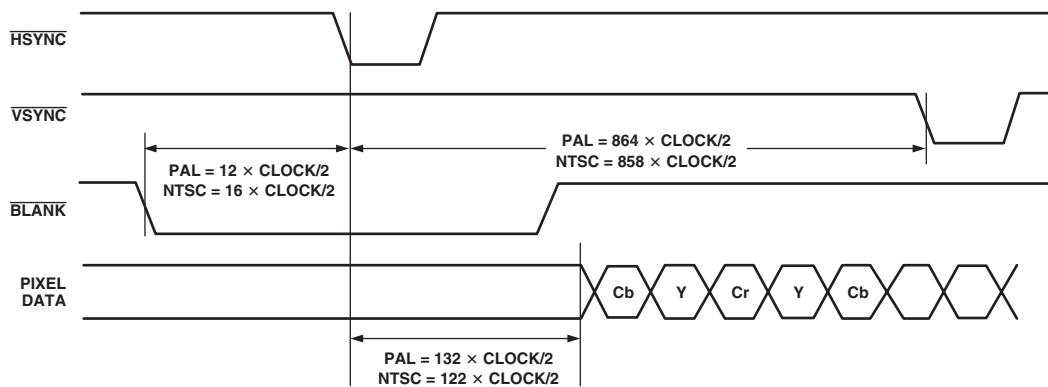 HSYNC
VSYNC
PAL = 864 × CLOCK/2
NTSC = 858 × CLOCK/2
PAL = 12 × CLOCK/2
NTSC = 16 × CLOCK/2
BLANK
PIXEL
DATA
Cb Y Cr Y Cb
PAL = 132 × CLOCK/2
NTSC = 122 × CLOCK/2